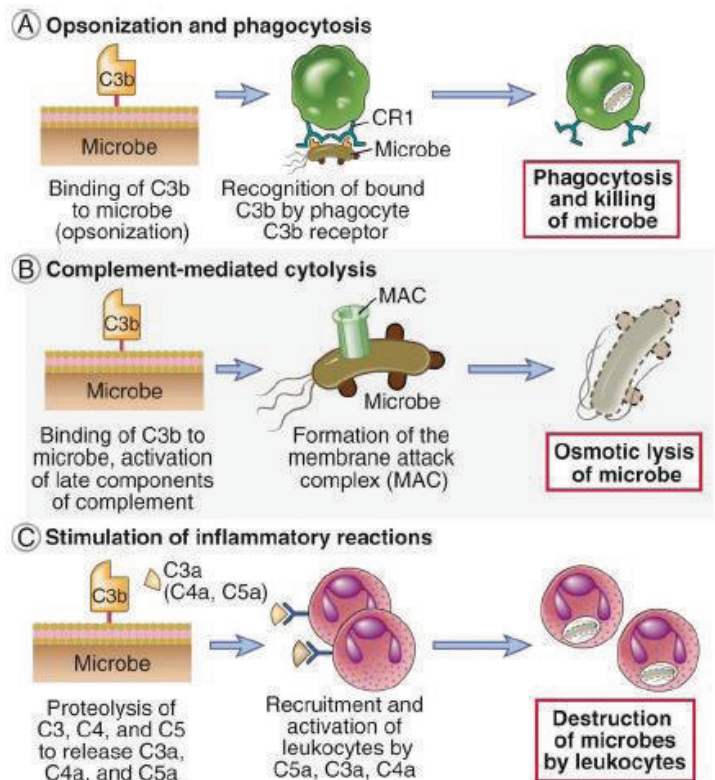 A Opsonization and phagocytosis
C3b
CR1
Microbe
Microbe
Binding of C3b
to microbe
(opsonization)
Recognition of bound
C3b by phagocyte
C3b receptor
Phagocytosis
and killing
of microbe
B Complement-mediated cytolysis
C3b
MAC
Microbe
Microbe
Binding of C3b to
microbe, activation
of late components
of complement
Formation of the
membrane attack
complex (MAC)
Osmotic lysis
of microbe
C Stimulation of inflammatory reactions
C3b
C3a
(C4a, C5a)
Microbe
Proteolysis of
C3, C4, and C5
to release C3a,
C4a, and C5a
Recruitment and
activation of
leukocytes by
C5a, C3a, C4a
Destruction
of microbes
by leukocytes